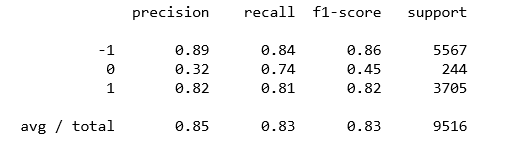 precision recall f1-score support
-1 0.89 0.84 0.86 5567
0 0.32 0.74 0.45 244
1 0.82 0.81 0.82 3705
avg / total 0.85 0.83 0.83 9516